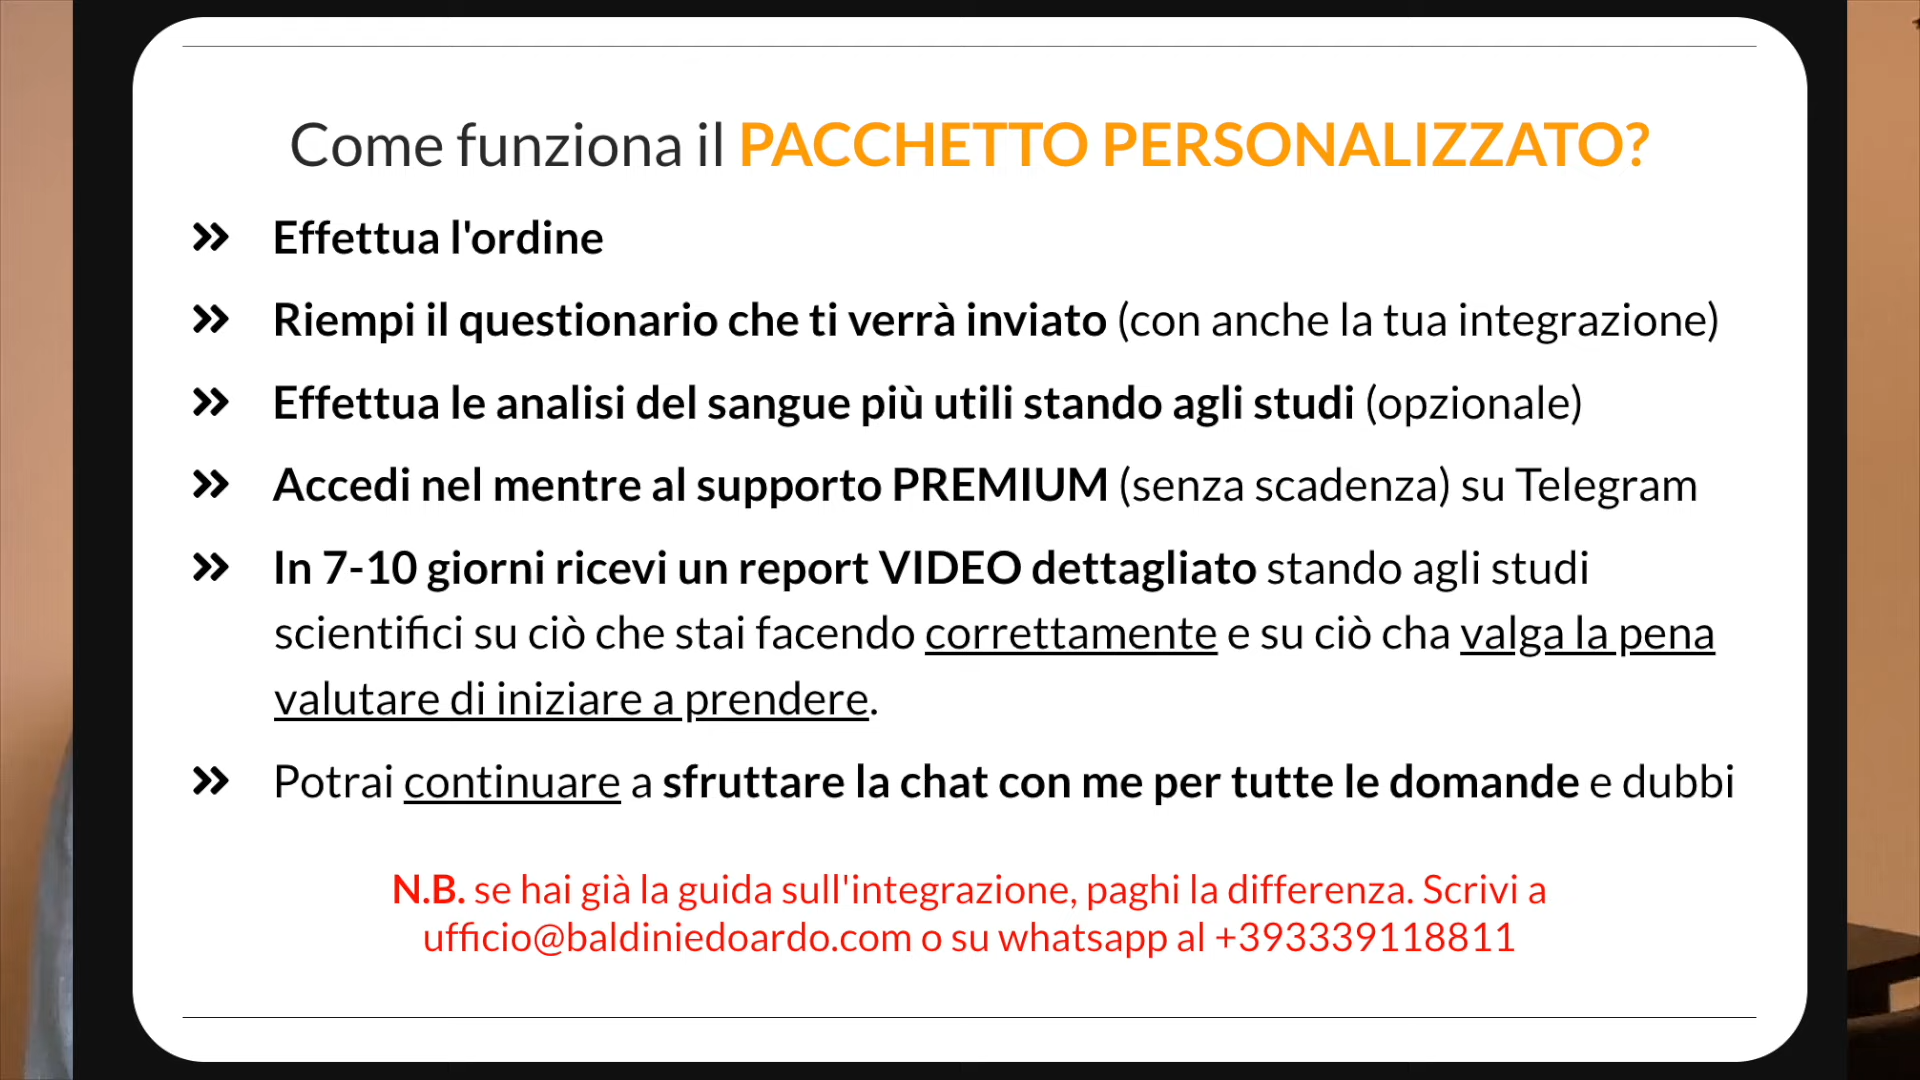 Come funziona il PACCHETTO PERSONALIZZATO?
Effettua l'ordine
Riempi il questionario che ti verrà inviato (con anche la tua integrazione)
Effettua le analisi del sangue più utili stando agli studi (opzionale)
Accedi nel mentre al supporto PREMIUM (senza scadenza) su Telegram
In 7-10 giorni ricevi un report VIDEO dettagliato stando agli studi
scientifici su ciò che stai facendo correttamente e su ciò cha valga la pena
valutare di iniziare a prendere.
Potrai continuare a sfruttare la chat con me per tutte le domande e dubbi
N.B. se hai già la guida sull'integrazione, paghi la differenza. Scrivi a
ufficio@baldiniedoardo.com o su whatsapp al +393339118811